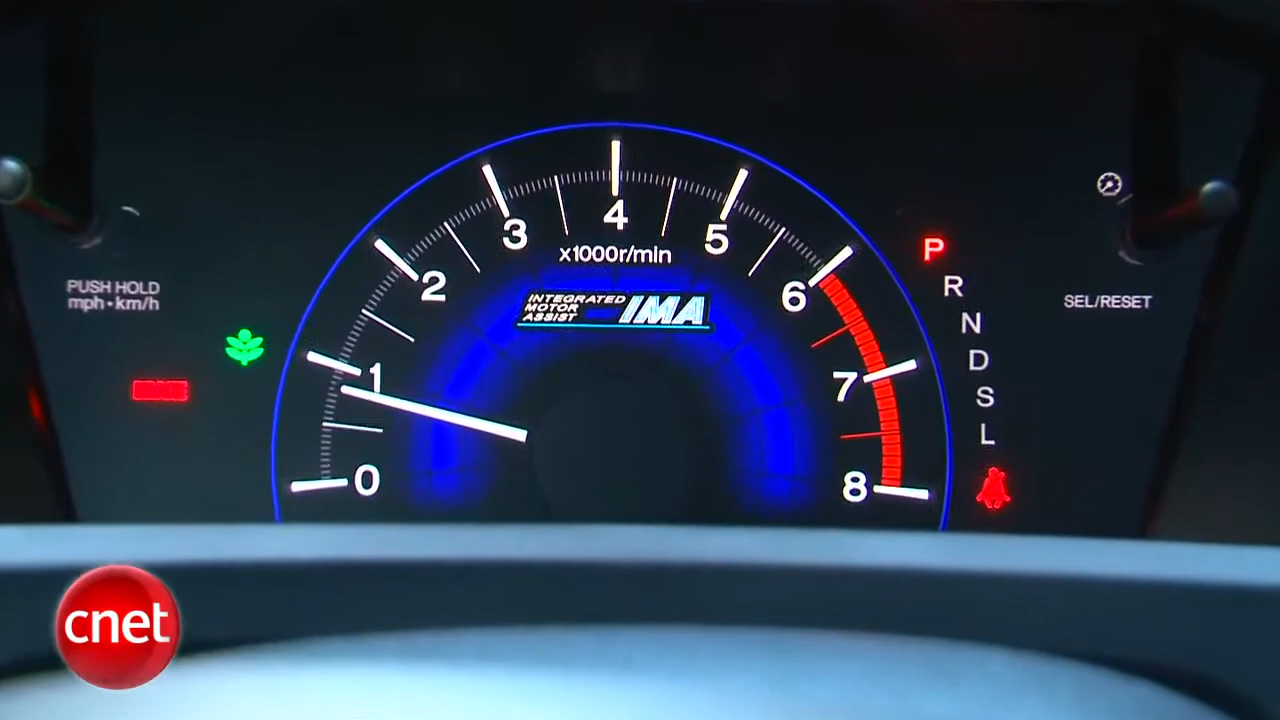 4
3
5
x1000r/min
2
6
INTEGRATED
MOTOR
ASSIST
IMA
P
R
N
D
S
L
PUSH HOLD
mph•km/h
SEL/RESET
1
7
0
8
cnet